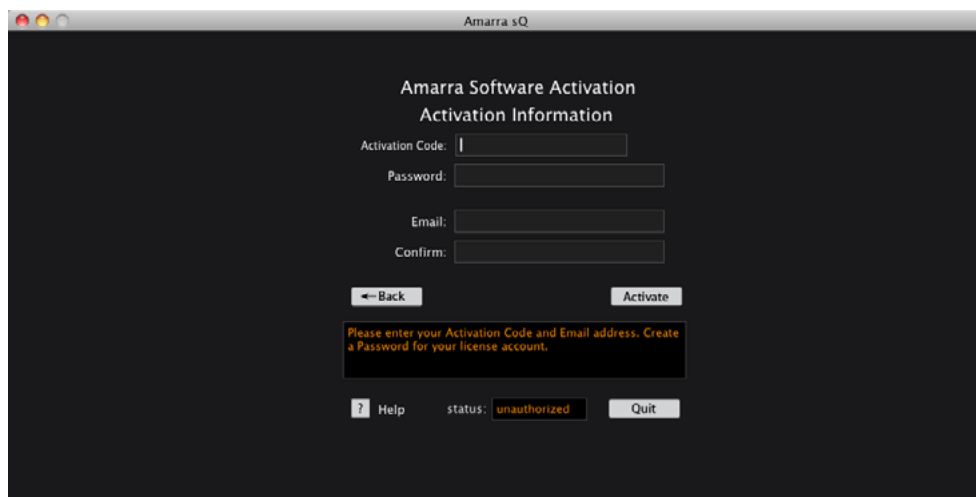 Amarra sQ
Amarra Software Activation
Activation Information
Activation Code:
Password:
Email:
Confirm:
←Back
Activate
Please enter your Activation Code and Email address. Create
a Password for your license account.
? Help status: unauthorized Quit